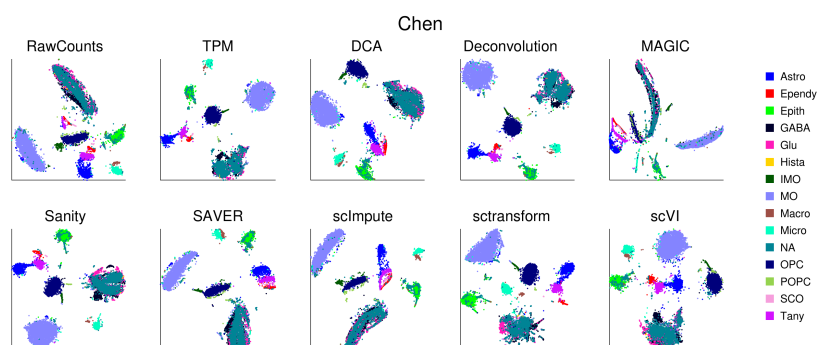 Chen
RawCounts TPM DCA Deconvolution MAGIC
Astro
Ependy
Epith
GABA
Glu
Hista
IMO
MO
Macro
Micro
NA
OPC
POPC
SCO
Tany
Sanity SAVER scImpute sctransform scVI